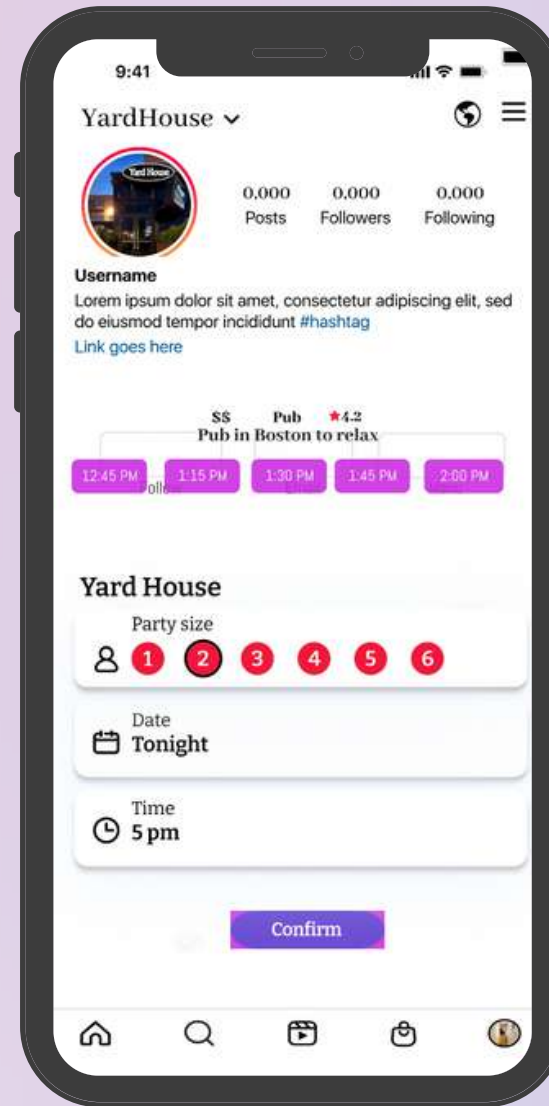 9:41
YardHouse
Yard House
0,000 0,000 0,000
Posts Followers Following
Username
Lorem ipsum dolor sit amet, consectetur adipiscing elit, sed
do eiusmod tempor incididunt #hashtag
Link goes here
$$ Pub 4.2
Pub in Boston to relax
12:45 PM 1:15 PM 1:30 PM 1:45 PM 2:00 PM
Follow
Yard House
Party size
1 2 3 4 5 6
Date
Tonight
Time
5 pm
Confirm